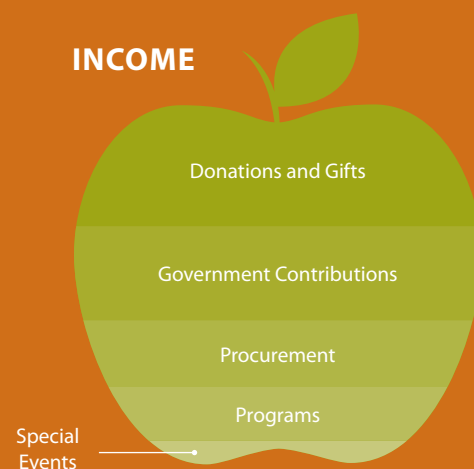 INCOME
Donations and Gifts
Government Contributions
Procurement
Programs
Special
Events